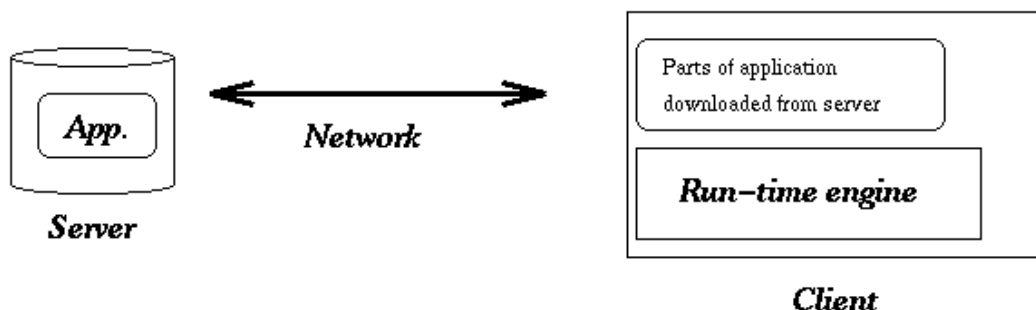 App.
Server
Network
Parts of application
downloaded from server
Run-time engine
Client